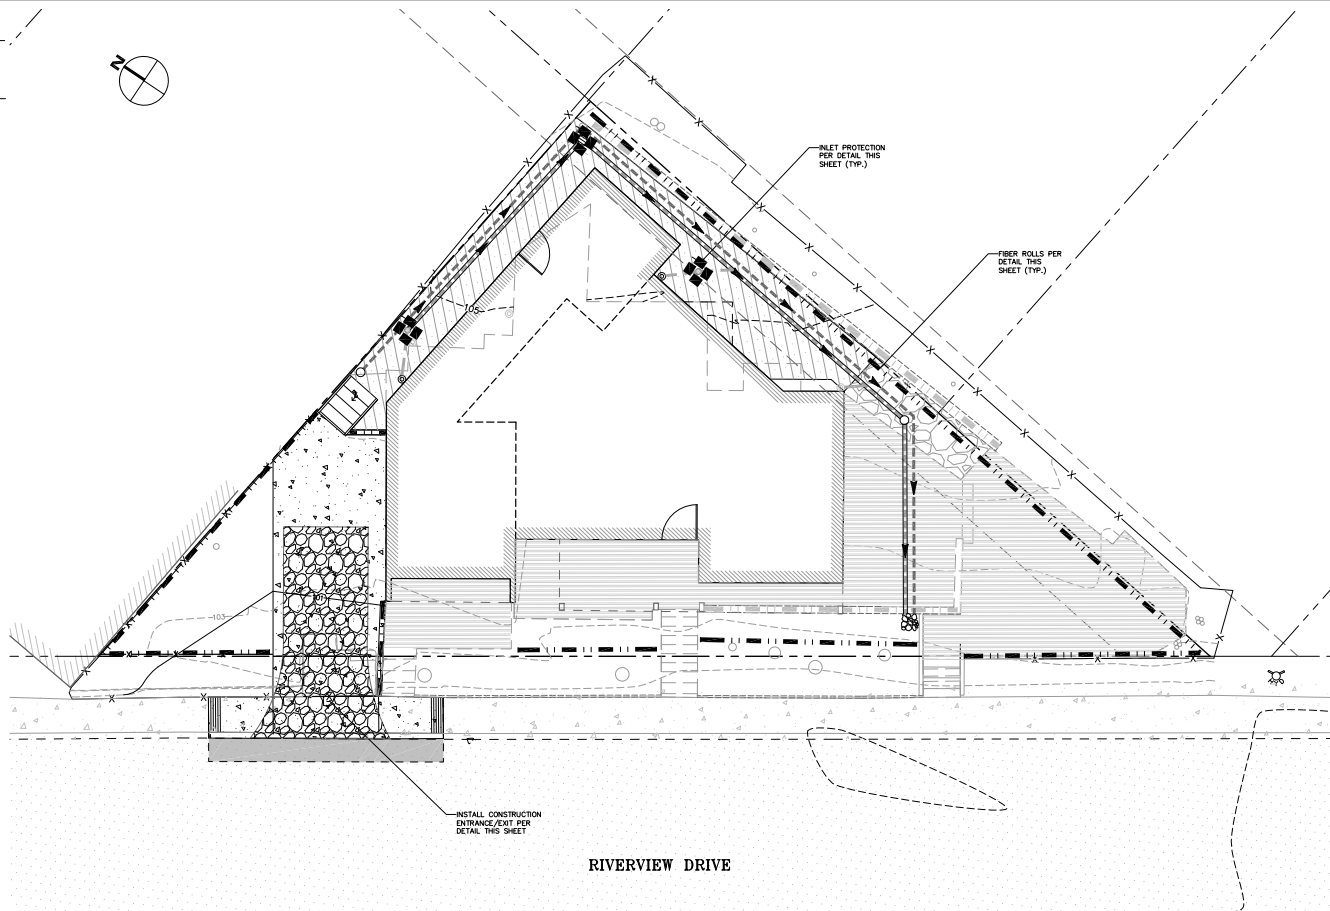 N
INLET PROTECTION
PER DETAIL THIS
SHEET (TYP.)
FIBER ROLLS PER
DETAIL THIS
SHEET (TYP.)
105
103
INSTALL CONSTRUCTION
ENTRANCE/EXIT PER
DETAIL THIS SHEET
RIVERVIEW DRIVE